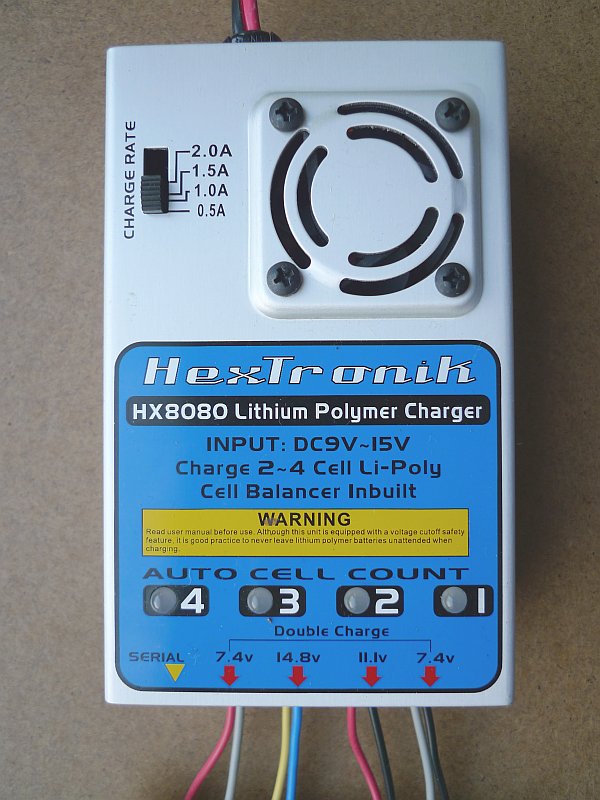 CHARGE RATE
2.0A
1.5A
1.0A
0.5A
HexTronik
HX8080 Lithium Polymer Charger
INPUT: DC9V~15V
Charge 2~4 Cell Li-Poly
Cell Balancer Inbuilt
WARNING
Read user manual before use. Although this unit is equipped with a voltage cutoff safety
feature, it is good practice to never leave lithium polymer batteries unattended when
charging.
AUTO CELL COUNT
4 3 2 1
Double Charge
SERIAL 7.4v 14.8v 11.1v 7.4v